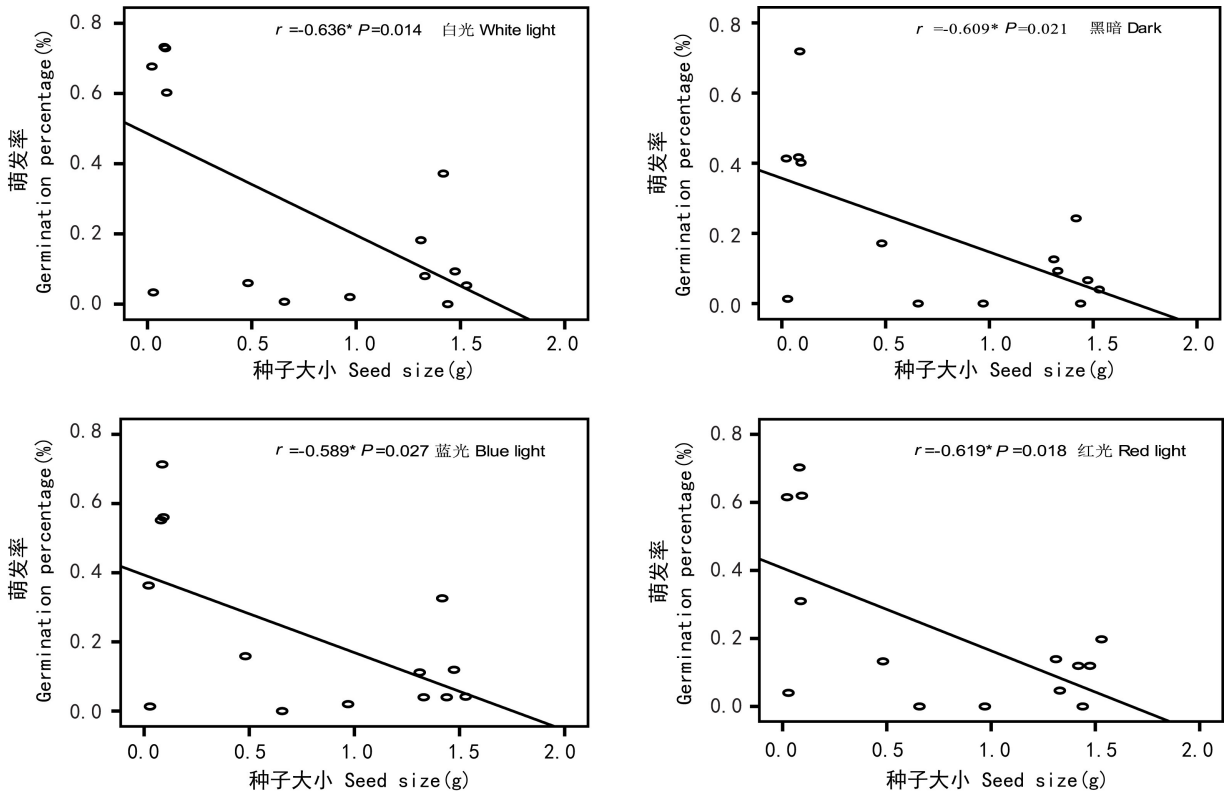 r =-0.636* P=0.014 白光 White light
0.8
0.6
0.4
0.2
0.0
萌发率
Germination percentage(%)
0.0 0.5 1.0 1.5 2.0
种子大小 Seed size(g)
r =-0.609* P=0.021 黑暗 Dark
0.8
0.6
0.4
0.2
0.0
萌发率
Germination percentage(%)
0.0 0.5 1.0 1.5 2.0
种子大小 Seed size(g)
r =-0.589* P=0.027 蓝光 Blue light
0.8
0.6
0.4
0.2
0.0
萌发率
Germination percentage(%)
0.0 0.5 1.0 1.5 2.0
种子大小 Seed size(g)
r=-0.619* P =0.018 红光 Red light
0.8
0.6
0.4
0.2
0.0
萌发率
Germination percentage(%)
0.0 0.5 1.0 1.5 2.0
种子大小 Seed size(g)